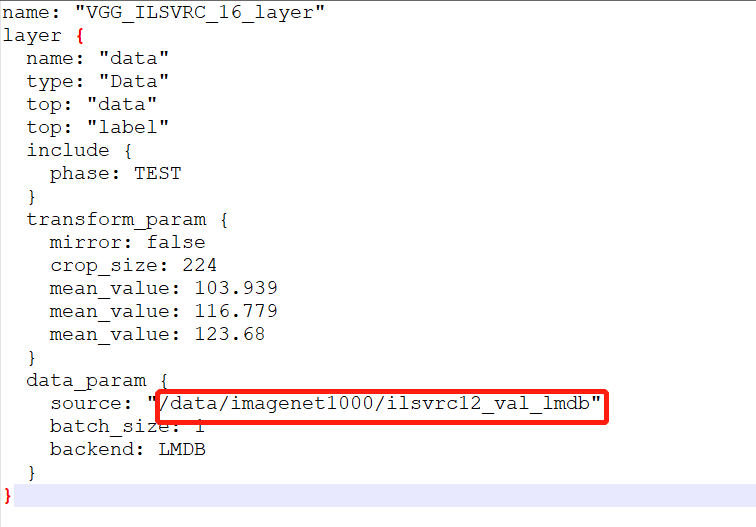 name: "VGG_ILSVRC_16_layer"
layer {
  name: "data"
  type: "Data"
  top: "data"
  top: "label"
  include {
    phase: TEST
  }
  transform_param {
    mirror: false
    crop_size: 224
    mean_value: 103.939
    mean_value: 116.779
    mean_value: 123.68
  }
  data_param {
    source: "/data/imagenet1000/ilsvrc12_val_lmdb"
    batch_size: 1
    backend: LMDB
  }
}